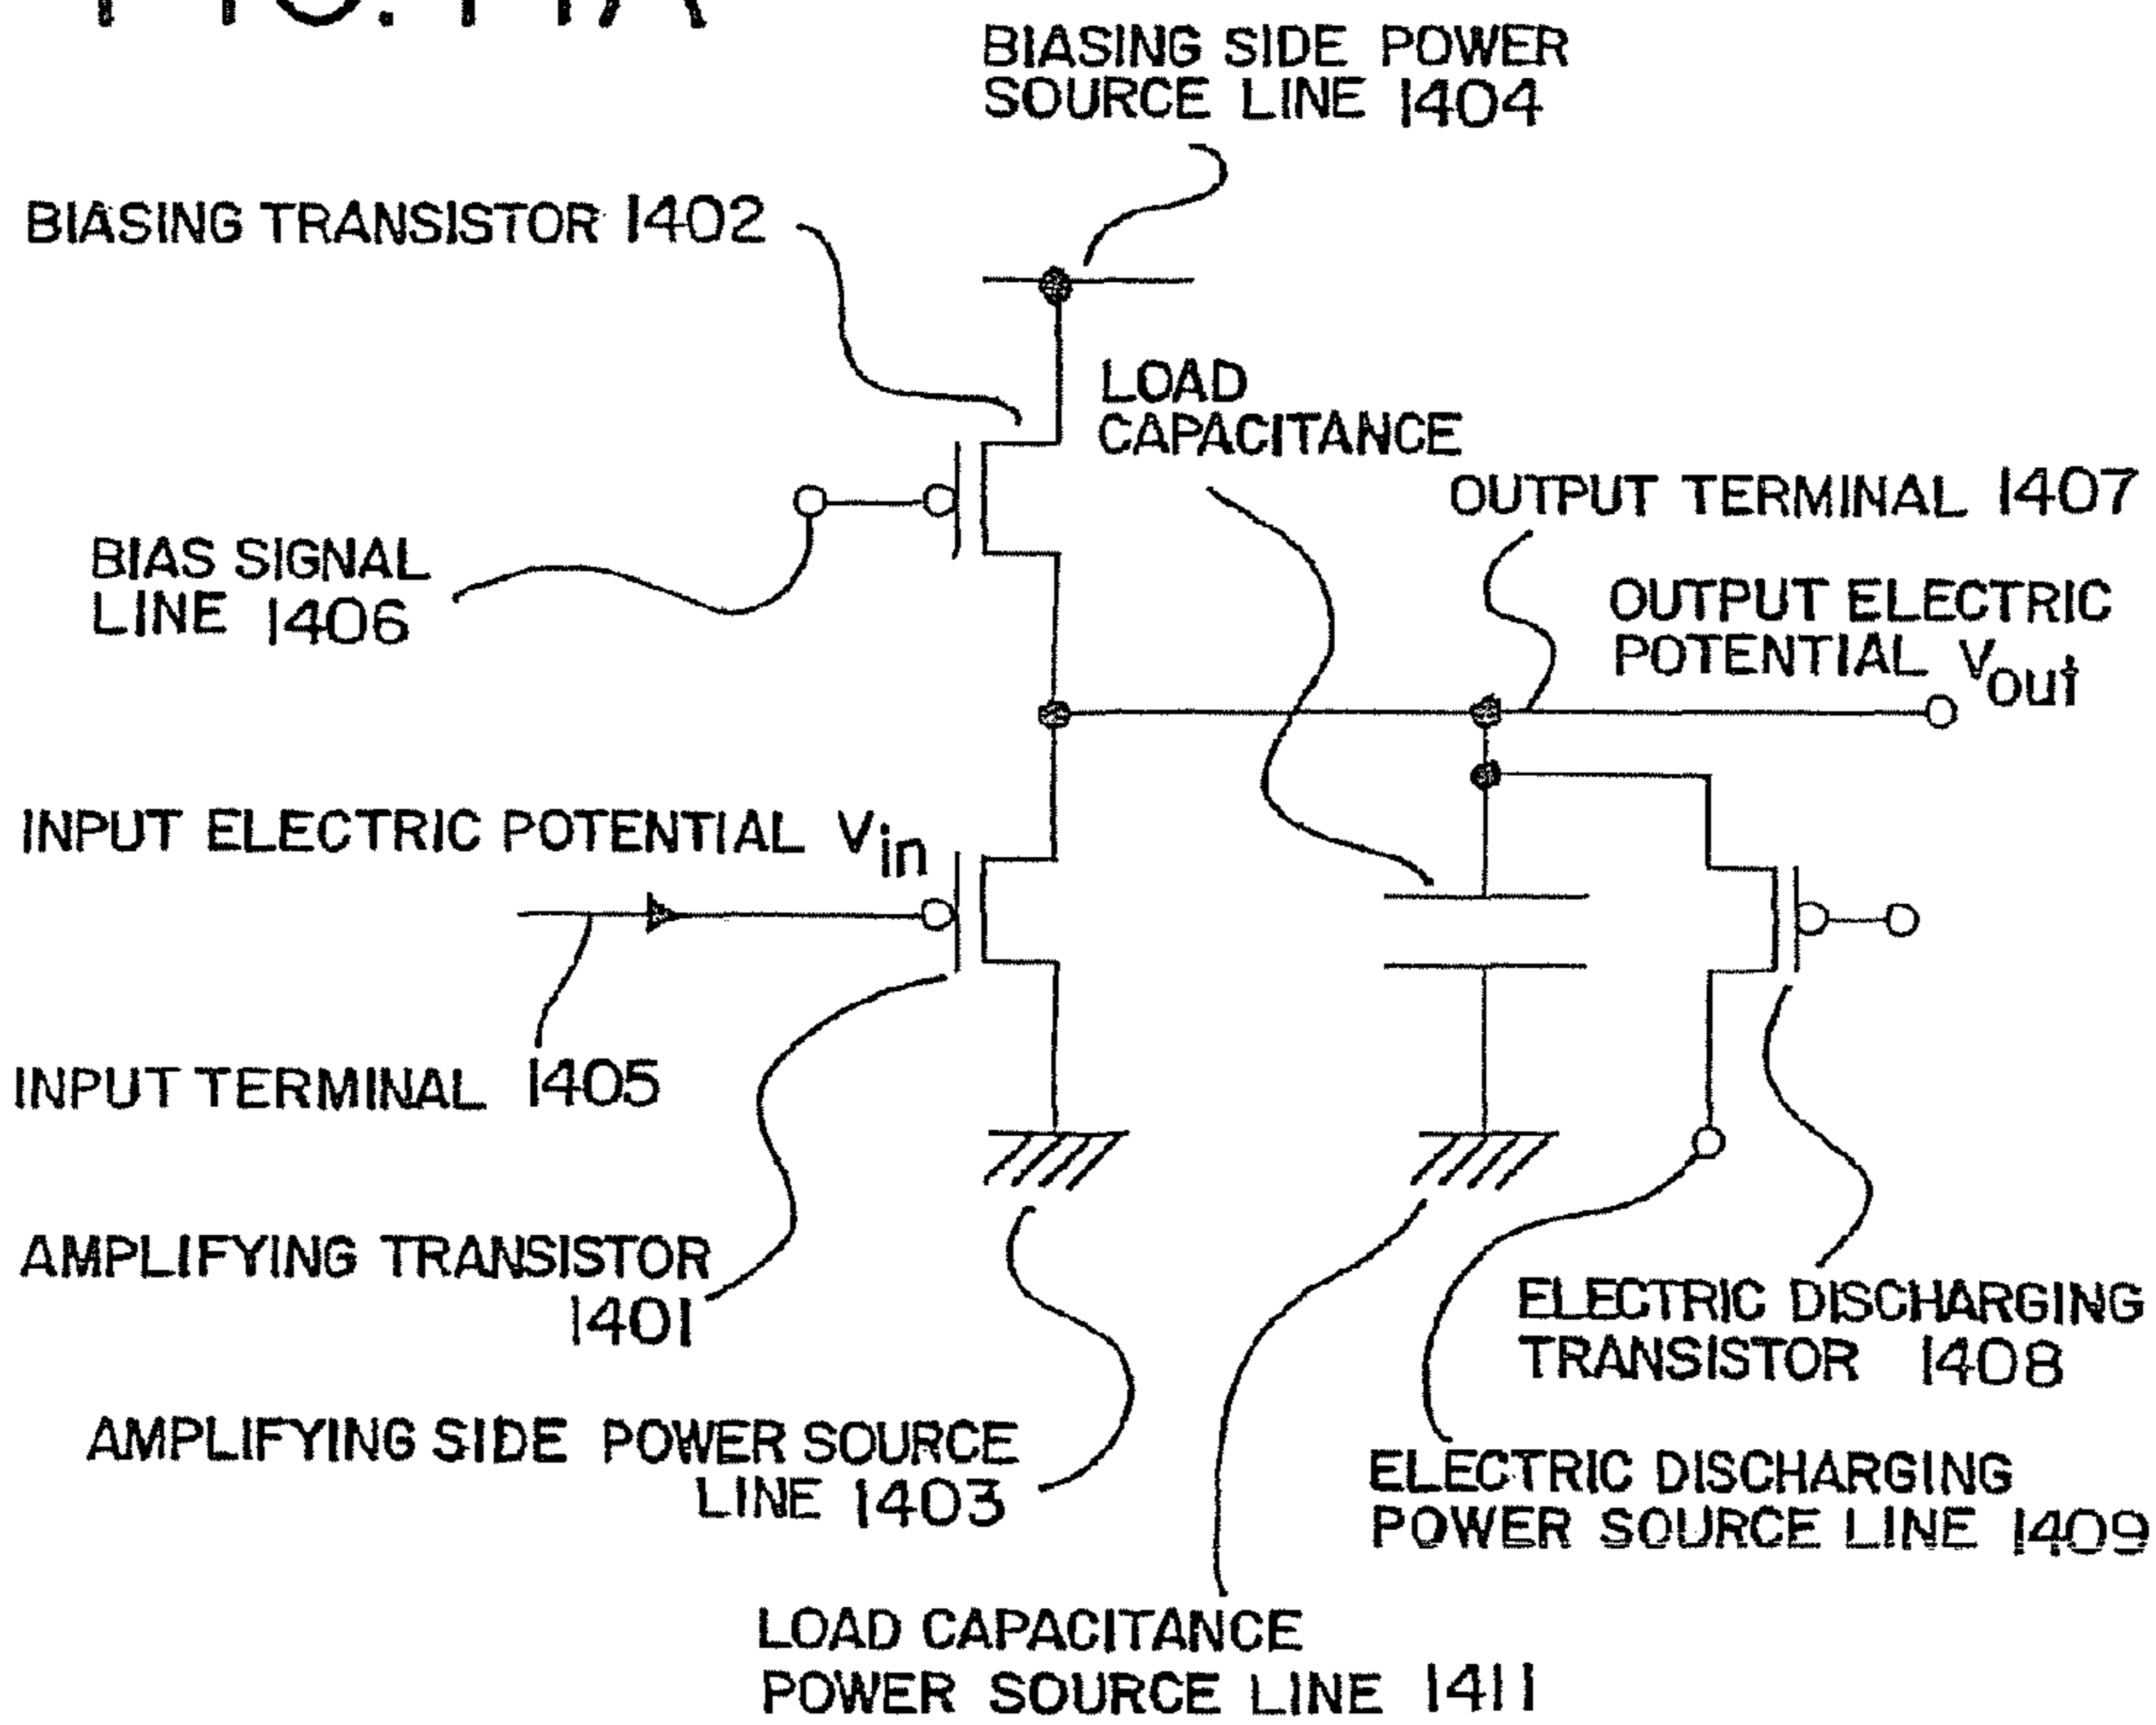 BIASING SIDE POWER
SOURCE LINE 1404
BIASING TRANSISTOR 1402
LOAD
CAPACITANCE
OUTPUT TERMINAL 1407
BIAS SIGNAL
LINE 1406
OUTPUT ELECTRIC
POTENTIAL Vout
INPUT ELECTRIC POTENTIAL Vin
INPUT TERMINAL 1405
AMPLIFYING TRANSISTOR
1401
ELECTRIC DISCHARGING
TRANSISTOR 1408
AMPLIFYING SIDE POWER SOURCE
LINE 1403
ELECTRIC DISCHARGING
POWER SOURCE LINE 1409
LOAD CAPACITANCE
POWER SOURCE LINE 1411